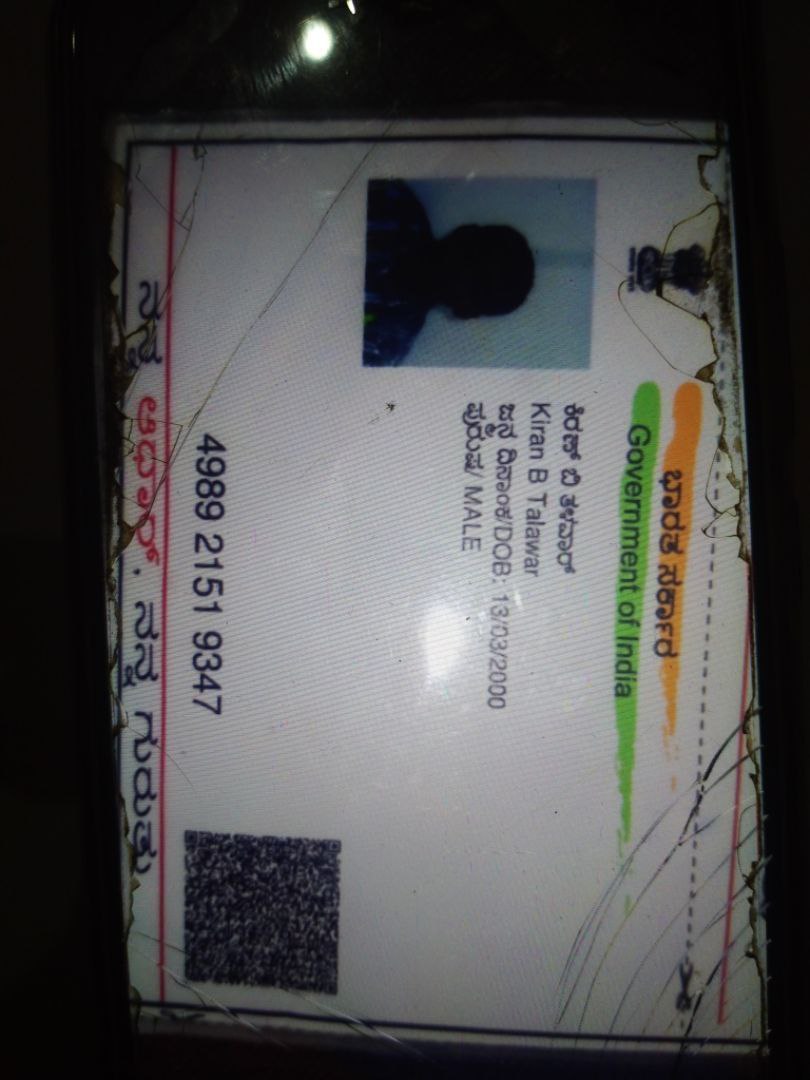 ಭಾರತ ಸರ್ಕಾರ
Government of India
ಕಿರಣ್ ಬಿ ತಳವಾರ್
Kiran B Talawar
ಜನ್ಮ ದಿನಾಂಕ/DOB: 13/03/2000
ಪುರುಷ/ MALE
4989 2151 9347
ನನ್ನ ಆಧಾರ್, ನನ್ನ ಗುರುತು